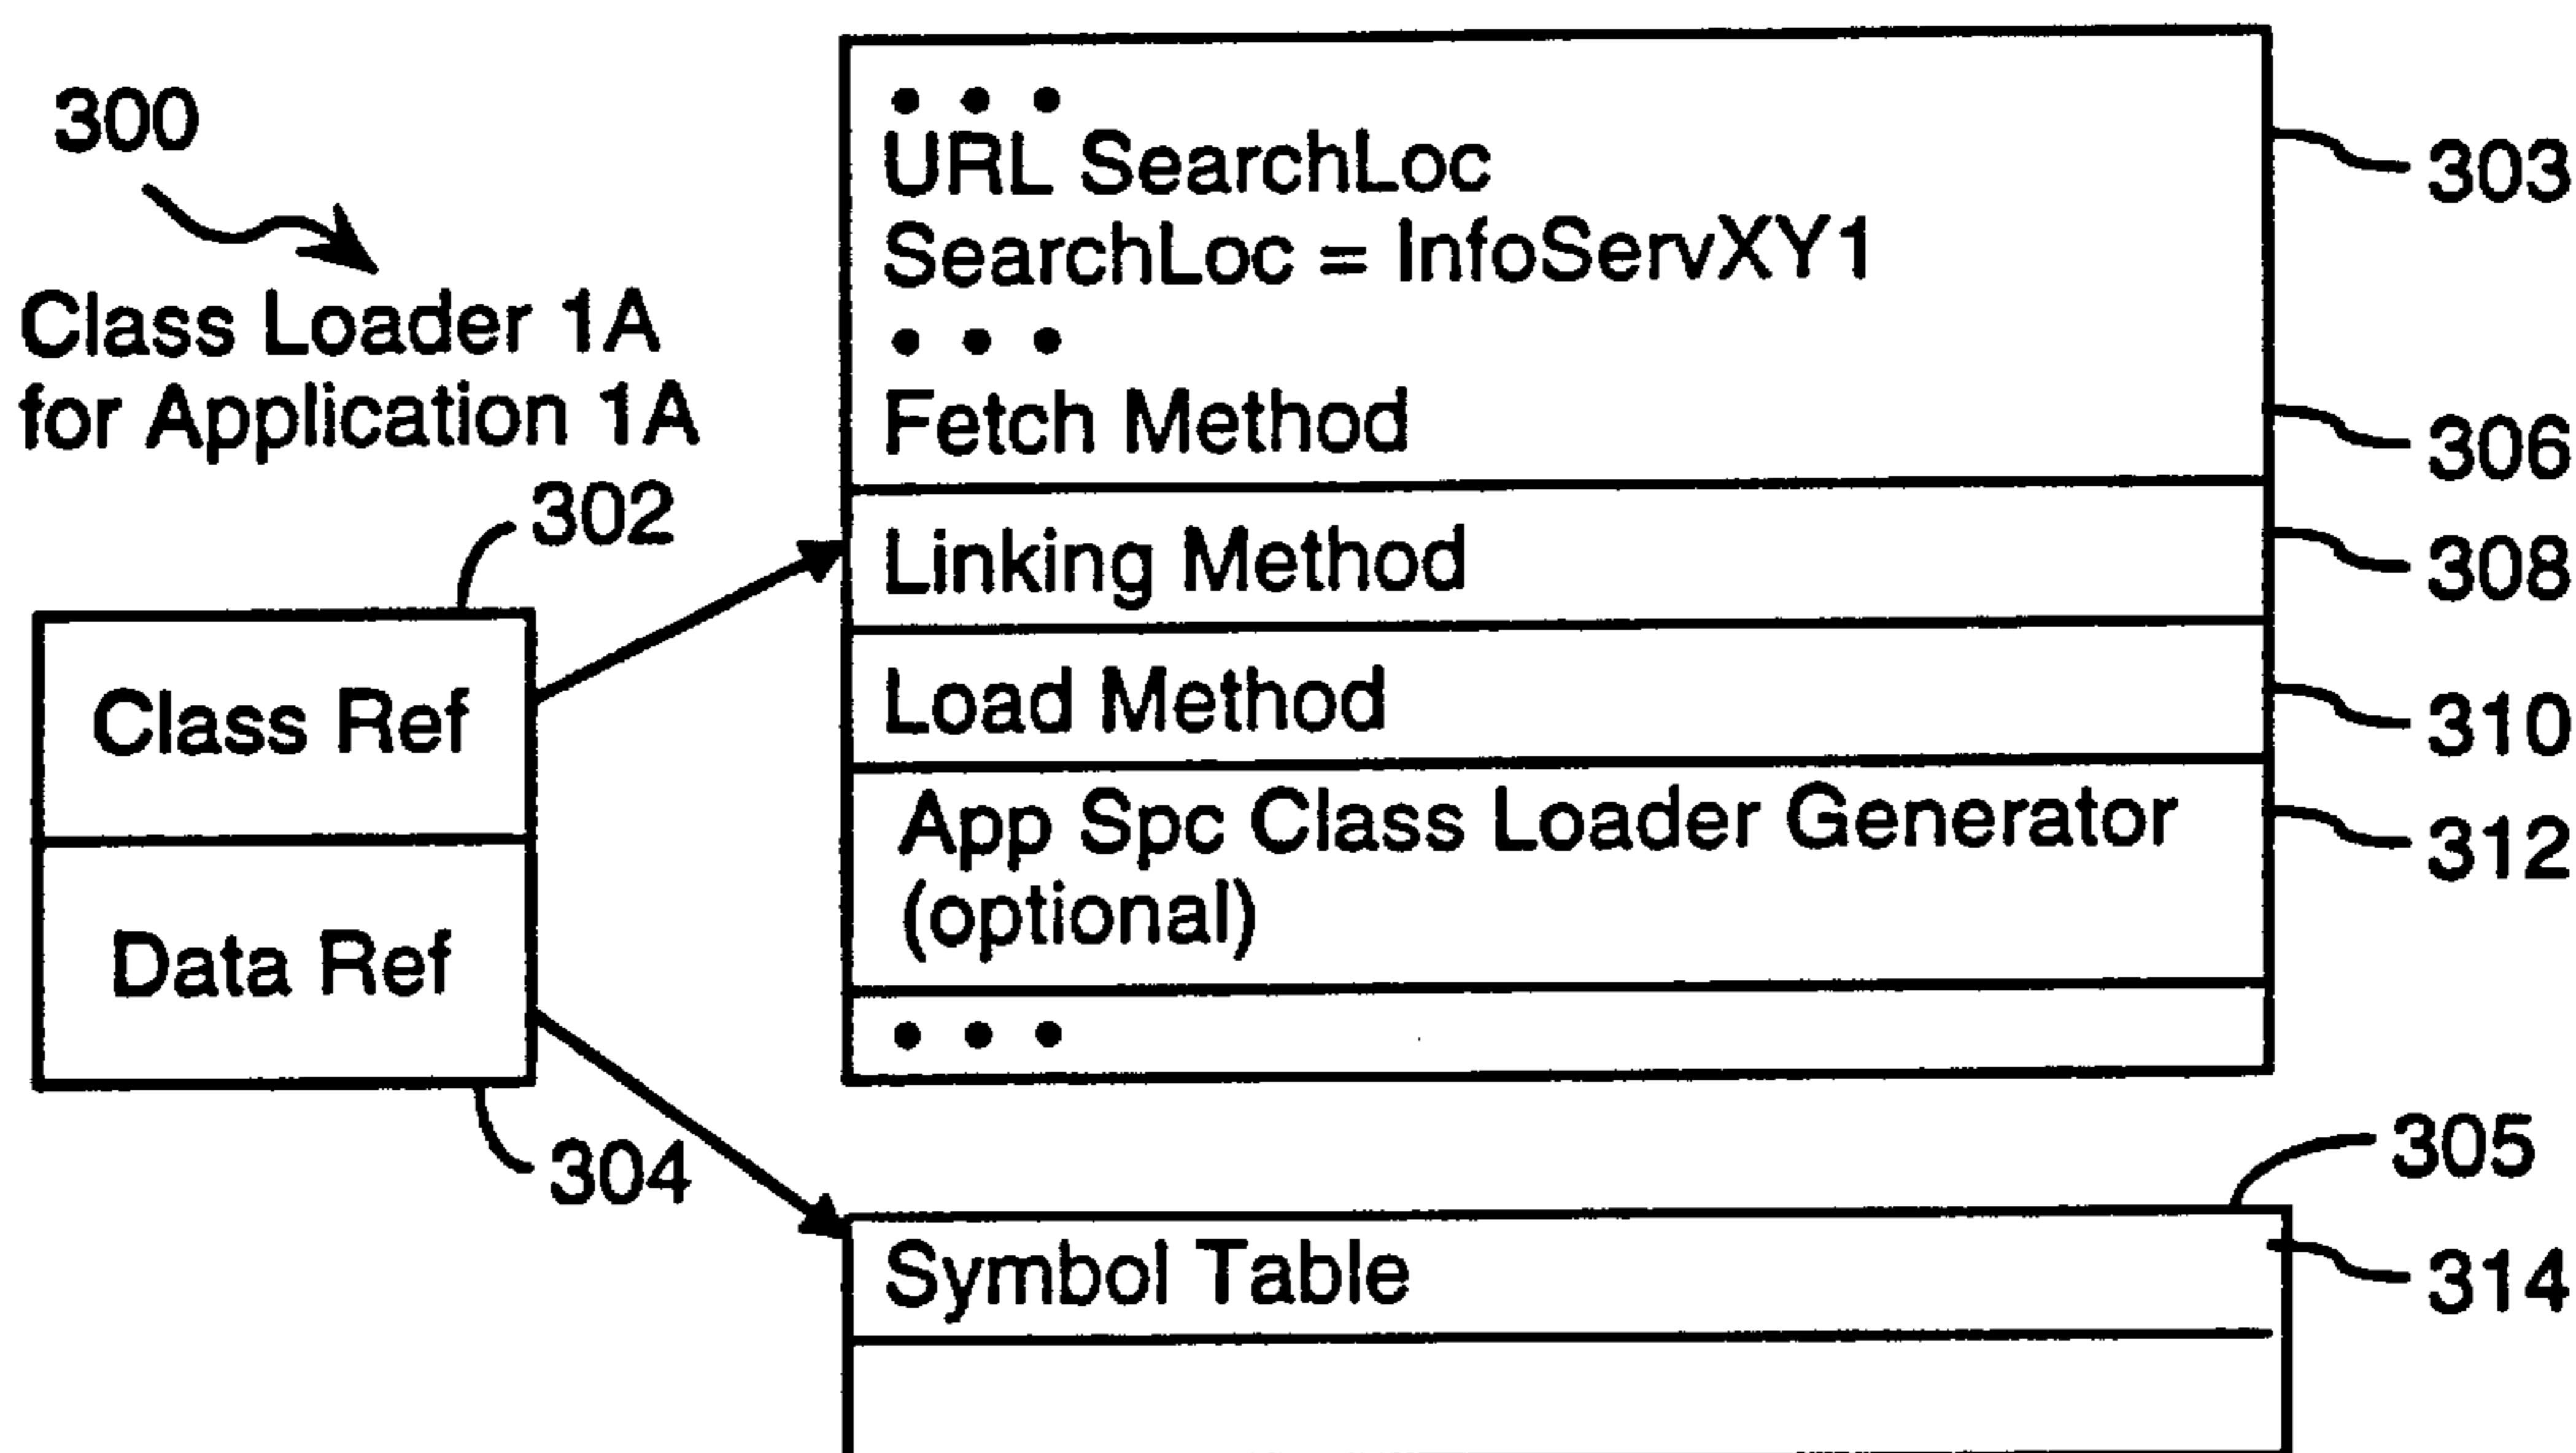 300
Class Loader 1A
for Application 1A
302
Class Ref
Data Ref
304
• • •
URL SearchLoc
SearchLoc = InfoServXY1
• • •
Fetch Method
Linking Method
Load Method
App Spc Class Loader Generator
(optional)
• • •
303
306
308
310
312
305
Symbol Table
314